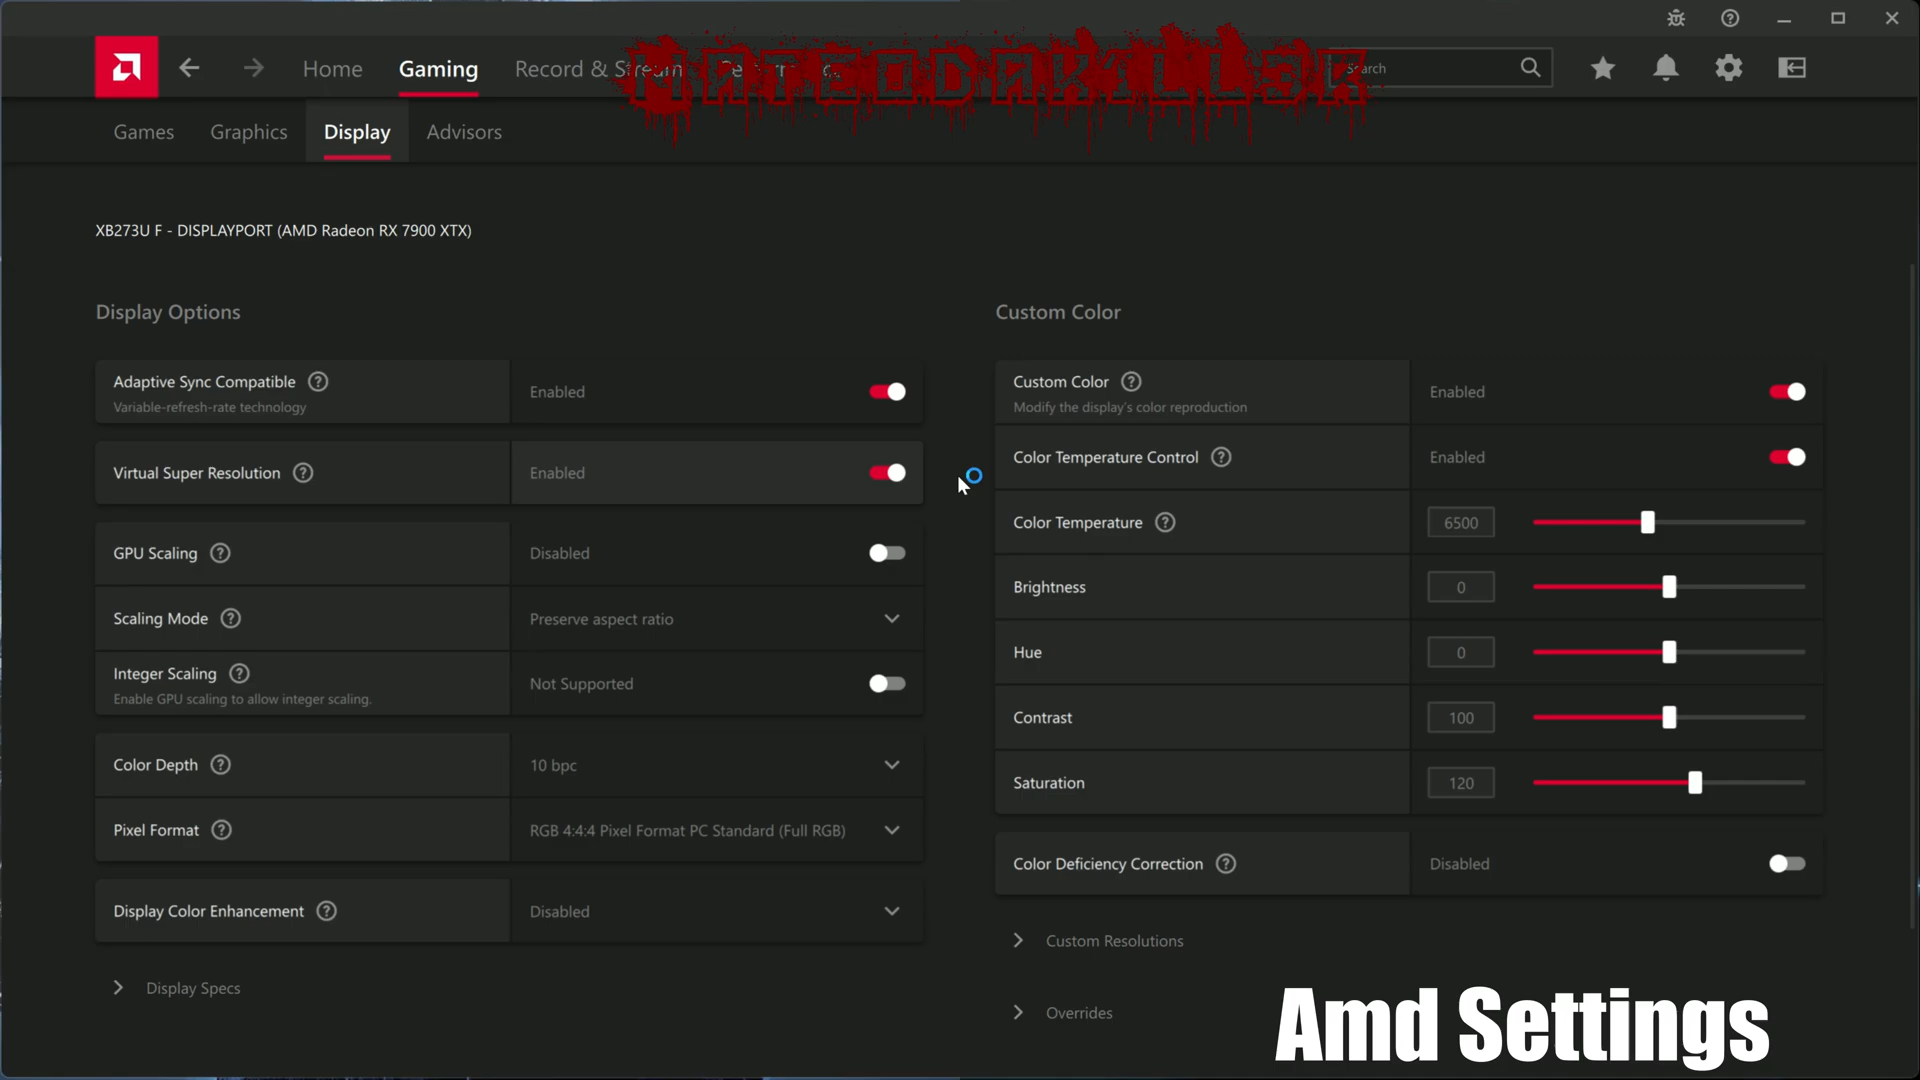 Home
Gaming
Record & Stream
MATEODAKILL3R
Search
Games
Graphics
Display
Advisors
XB273U F - DISPLAYPORT (AMD Radeon RX 7900 XTX)
Display Options
Adaptive Sync Compatible
Variable-refresh-rate technology
Enabled
Virtual Super Resolution
Enabled
GPU Scaling
Disabled
Scaling Mode
Preserve aspect ratio
Integer Scaling
Enable GPU scaling to allow integer scaling.
Not Supported
Color Depth
10 bpc
Pixel Format
RGB 4:4:4 Pixel Format PC Standard (Full RGB)
Display Color Enhancement
Disabled
Display Specs
Custom Color
Custom Color
Modify the display's color reproduction
Enabled
Color Temperature Control
Enabled
Color Temperature
6500
Brightness
0
Hue
0
Contrast
100
Saturation
120
Color Deficiency Correction
Disabled
Custom Resolutions
Overrides
Amd Settings